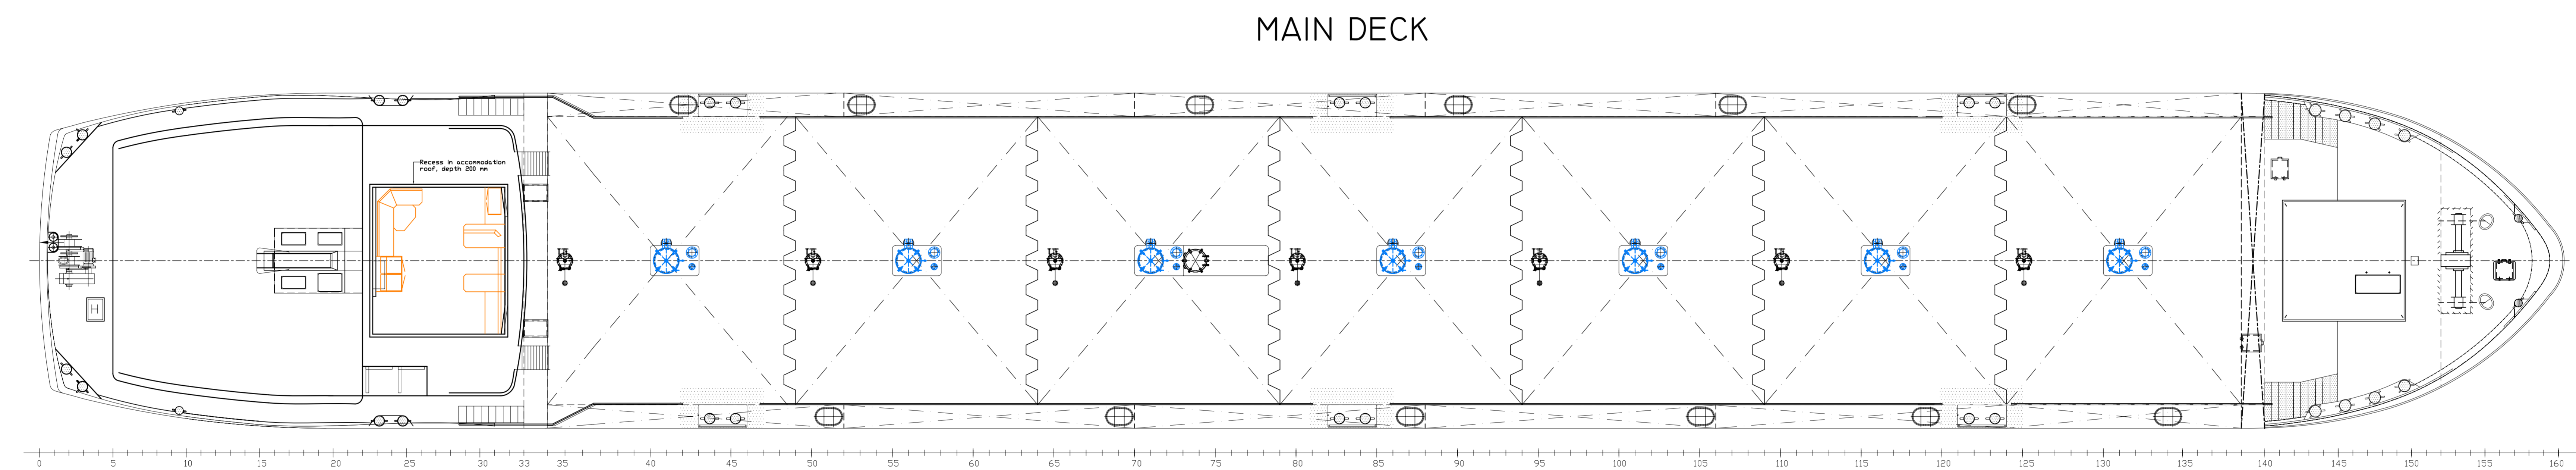 MAIN DECK
Recess in accommodation
roof, depth 200 mm
H
0 5 10 15 20 25 30 33 35 40 45 50 55 60 65 70 75 80 85 90 95 100 105 110 115 120 125 130 135 140 145 150 155 160